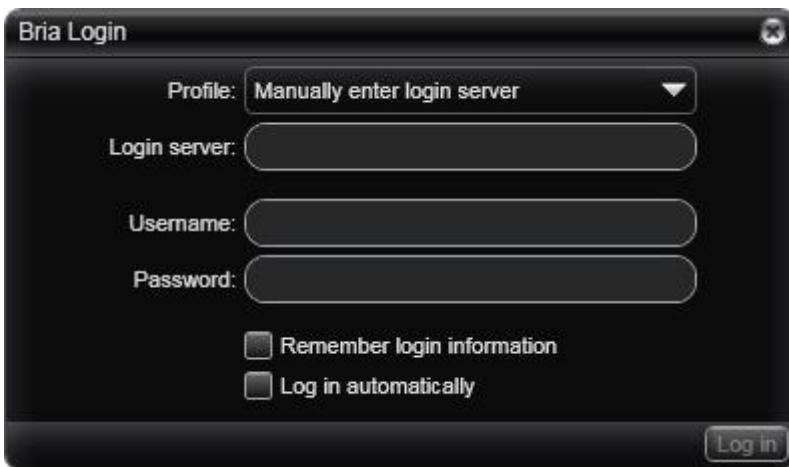 Bria Login
Profile: Manually enter login server
Login server:
Username:
Password:
Remember login information
Log in automatically
Log in